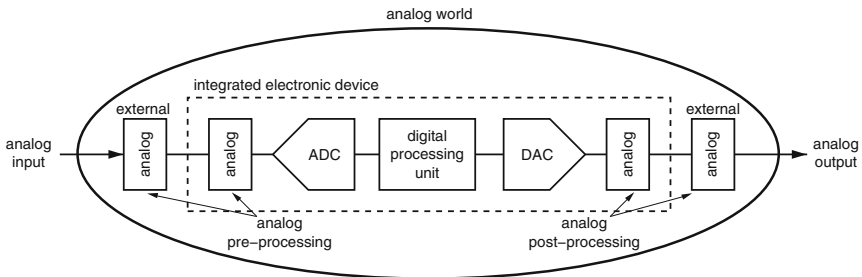 analog world
integrated electronic device
external
external
analog
input
analog
analog
ADC
digital
processing
unit
DAC
analog
analog
analog
output
analog
pre-processing
analog
post-processing